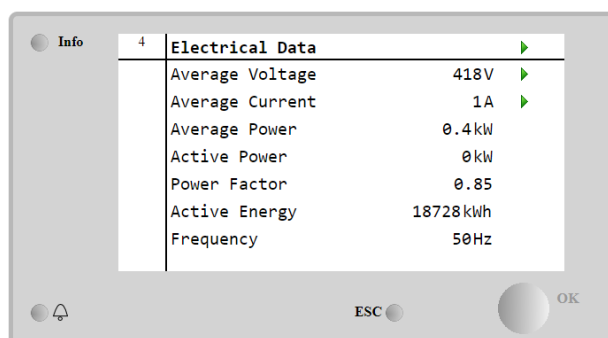 Info
4 Electrical Data
Average Voltage 418V
Average Current 1A
Average Power 0.4kW
Active Power 0kW
Power Factor 0.85
Active Energy 18728kWh
Frequency 50Hz
ESC
OK